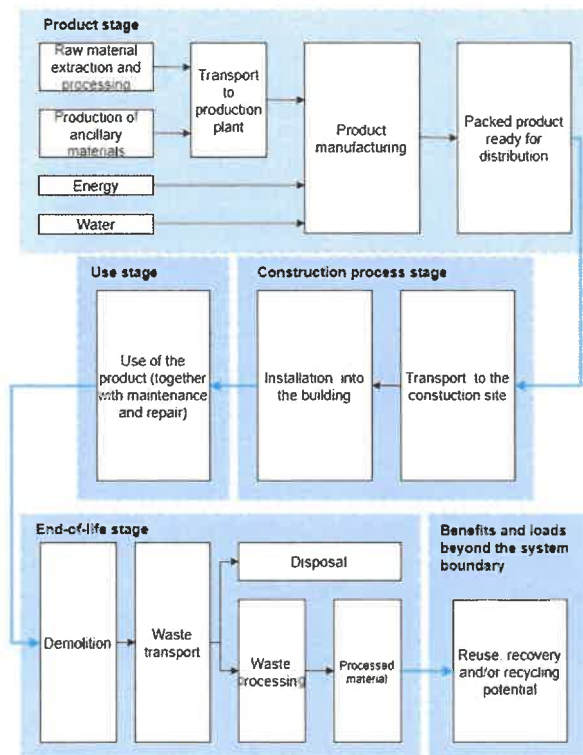 Product stage
Raw material
extraction and
processing
Transport
to
production
plant
Production of
ancillary
materials
Product
manufacturing
Packed product
ready for
distribution
Energy
Water
Use stage
Construction process stage
Use of the
product (together
with maintenance
and repair)
Installation into
the building
Transport to the
constuction site
End-of-life stage
Benefits and loads
beyond the system
boundary
Disposal
Demolition
Waste
transport
Waste
processing
Processed
material
Reuse, recovery
and/or recycling
potential